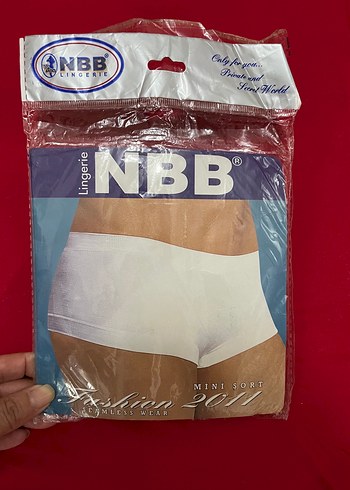 NBB®
LINGERIE
Only for you...
Private and
Secret World
Lingerie
NBB®
MINI SORT
Fashion 2011
SEAMLESS WEAR